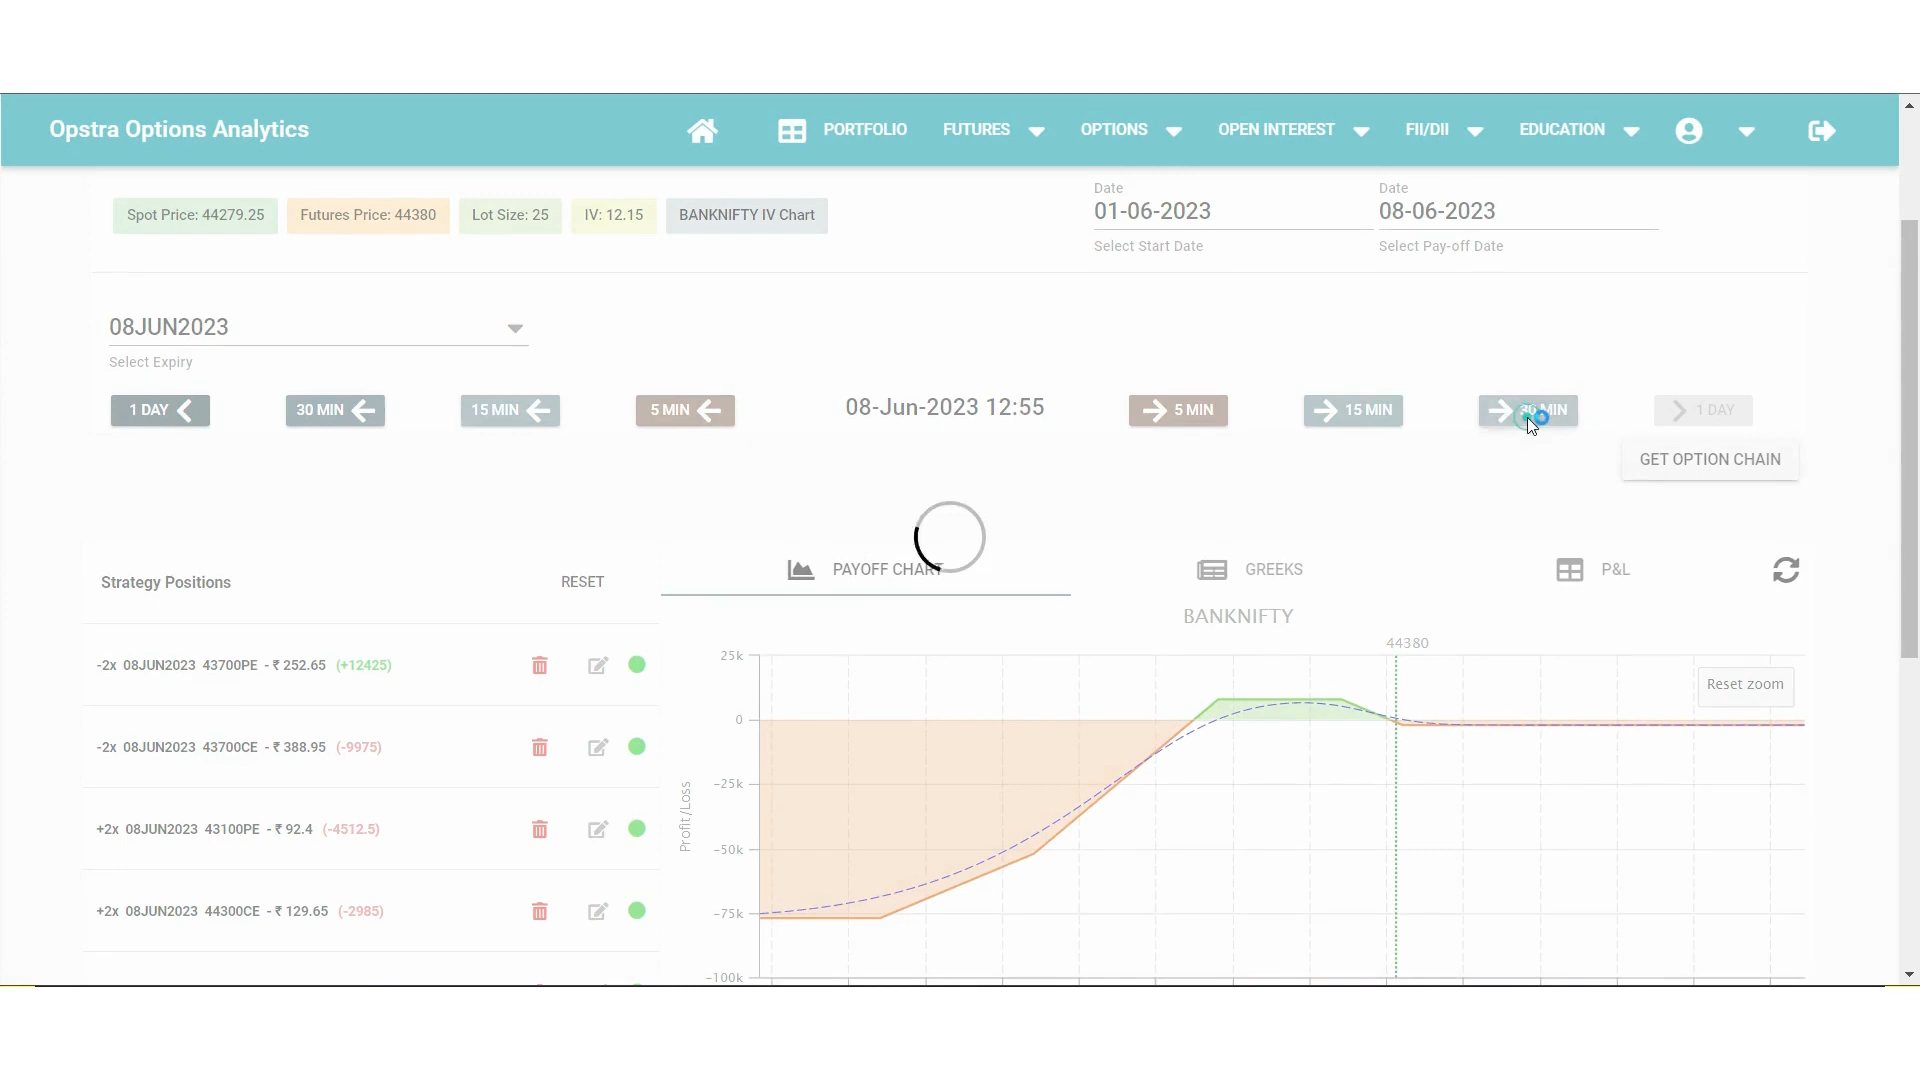 Opstra Options Analytics
PORTFOLIO
FUTURES
OPTIONS
OPEN INTEREST
FII/DII
EDUCATION
Spot Price: 44279.25
Futures Price: 44380
Lot Size: 25
IV: 12.15
BANKNIFTY IV Chart
Date
01-06-2023
Select Start Date
Date
08-06-2023
Select Pay-off Date
08JUN2023
Select Expiry
1 DAY
30 MIN
15 MIN
5 MIN
08-Jun-2023 12:55
5 MIN
15 MIN
30 MIN
1 DAY
GET OPTION CHAIN
Strategy Positions
RESET
PAYOFF CHART
GREEKS
P&L
-2x 08JUN2023 43700PE - ₹ 252.65 (+12425)
-2x 08JUN2023 43700CE - ₹ 388.95 (-9975)
+2x 08JUN2023 43100PE - ₹ 92.4 (-4512.5)
+2x 08JUN2023 44300CE - ₹ 129.65 (-2985)
BANKNIFTY
44380
Reset zoom
Profit/Loss
25k
0
-25k
-50k
-75k
-100k